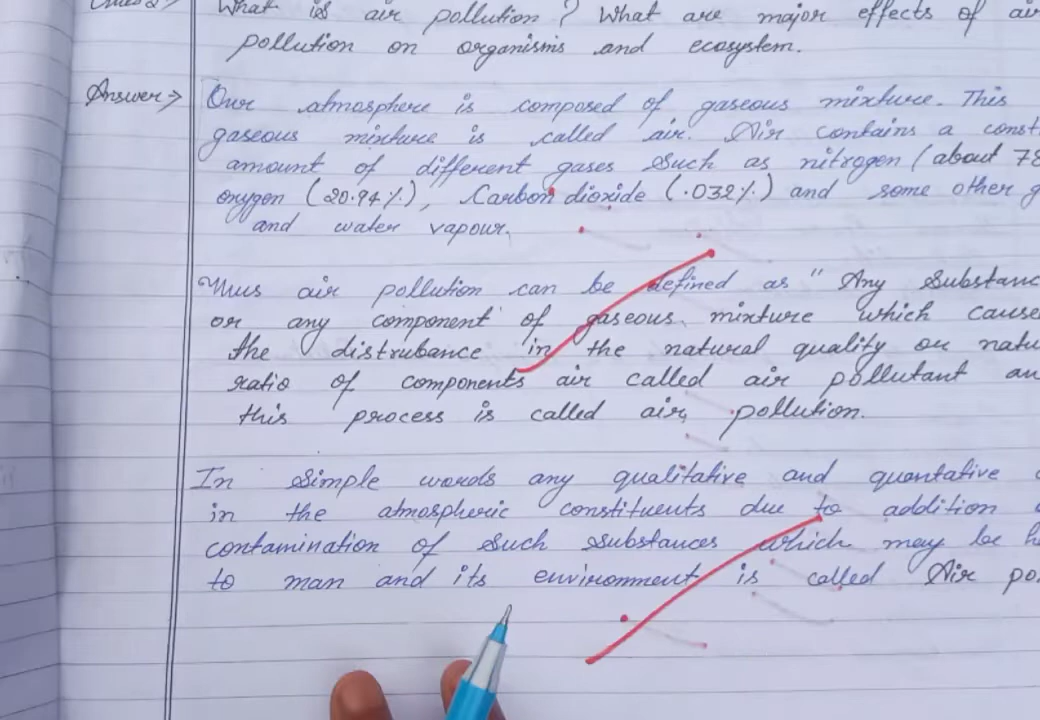 What is air pollution? What are major effects of air
pollution on organisms and ecosystem.
Answer → Our atmosphere is composed of gaseous mixture. This
gaseous mixture is called air. Air contains a const
amount of different gases such as nitrogen (about 78
oxygen (20.94%), Carbon dioxide (.032%) and some other g
and water vapour.
Thus air pollution can be defined as " Any Substanc
or any component of gaseous mixture which cause
the distrubance in the natural quality or natu
ratio of components air called air pollutant an
this process is called air pollution.
In simple words any qualitative and quantative
in the atmospheric constituents due to addition
contamination of such substances which may be h
to man and its environment is called Air po